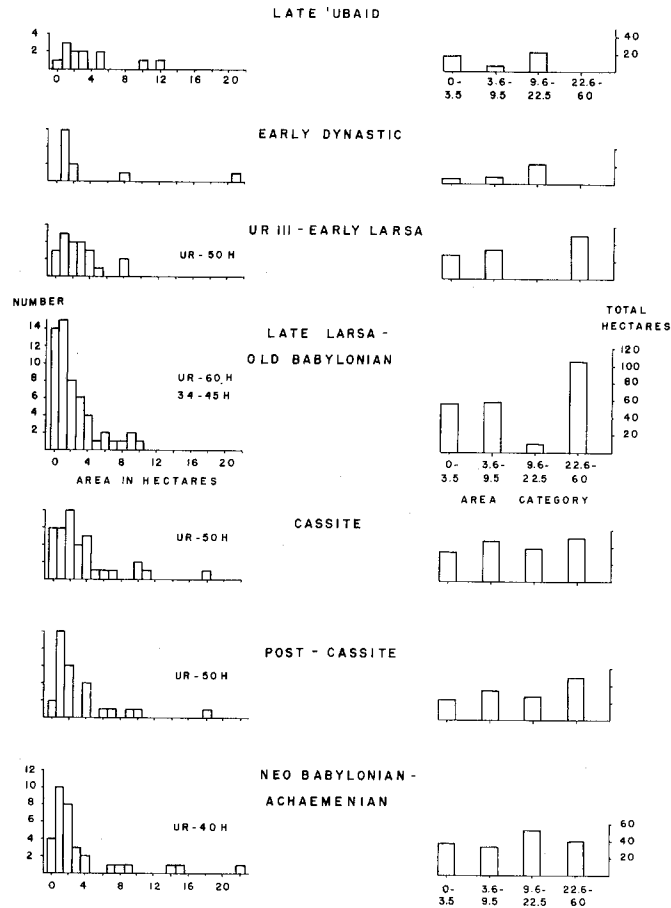 LATE 'UBAID
4
2
0 4 8 12 16 20
40
20
0- 3.6- 9.6- 22.6-
3.5 9.5 22.5 60
EARLY DYNASTIC
0 4 8 12 16 20
UR III - EARLY LARSA
UR-50 H
NUMBER
14
12
10
8
6
4
2
LATE LARSA -
OLD BABYLONIAN
UR-60 H
34-45 H
0 4 8 12 16 20
AREA IN HECTARES
TOTAL
HECTARES
120
100
80
60
40
20
0- 3.6- 9.6- 22.6-
3.5 9.5 22.5 60
AREA CATEGORY
CASSITE
UR-50 H
POST - CASSITE
UR-50 H
NEO BABYLONIAN -
ACHAEMENIAN
12
10
8
4
2
UR-40 H
0 4 8 12 16 20
60
40
20
0- 3.6- 9.6- 22.6-
3.5 9.5 22.5 60